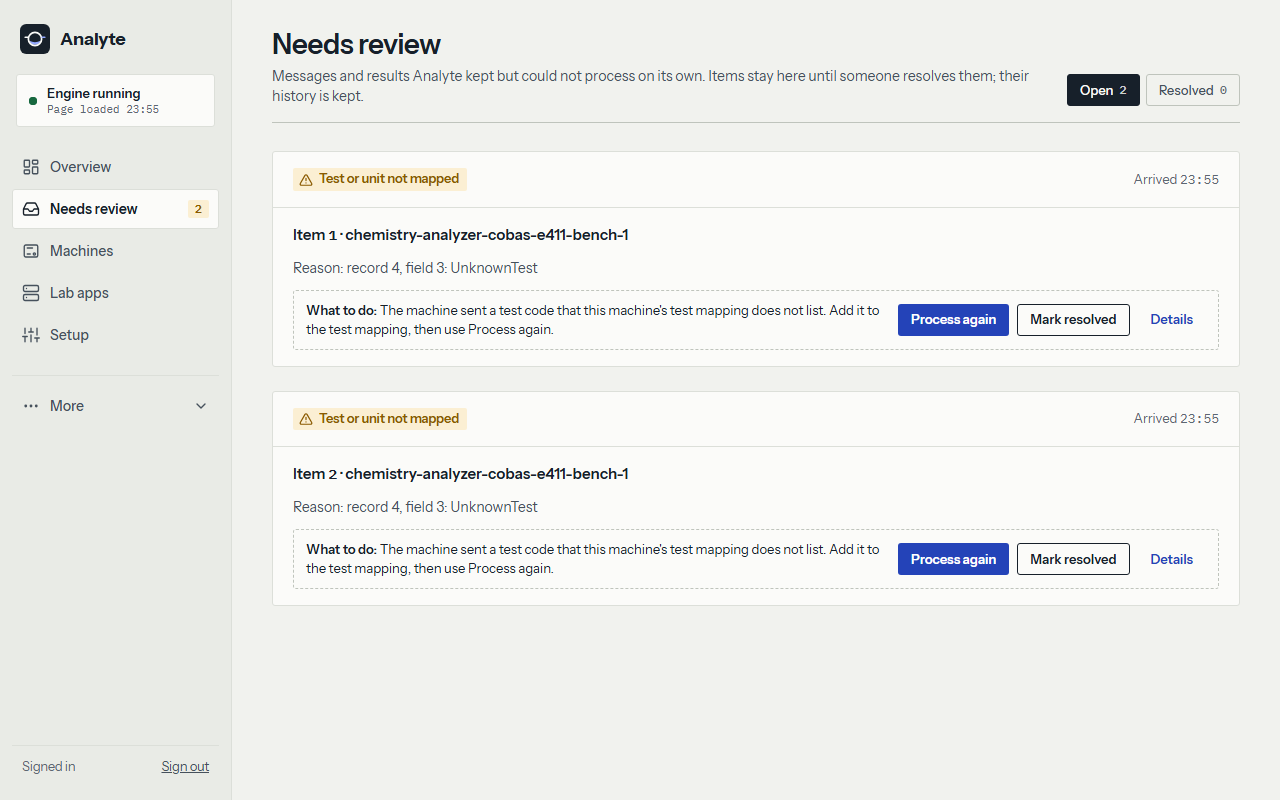 Analyte
Engine running
Page loaded 23:55
Overview
Needs review 2
Machines
Lab apps
Setup
More
Signed in Sign out
Needs review
Messages and results Analyte kept but could not process on its own. Items stay here until someone resolves them; their
history is kept.
Open 2 Resolved 0
Test or unit not mapped Arrived 23:55
Item 1 · chemistry-analyzer-cobas-e411-bench-1
Reason: record 4, field 3: UnknownTest
What to do: The machine sent a test code that this machine's test mapping does not list. Add it to
the test mapping, then use Process again.
Process again Mark resolved Details
Test or unit not mapped Arrived 23:55
Item 2 · chemistry-analyzer-cobas-e411-bench-1
Reason: record 4, field 3: UnknownTest
What to do: The machine sent a test code that this machine's test mapping does not list. Add it to
the test mapping, then use Process again.
Process again Mark resolved Details